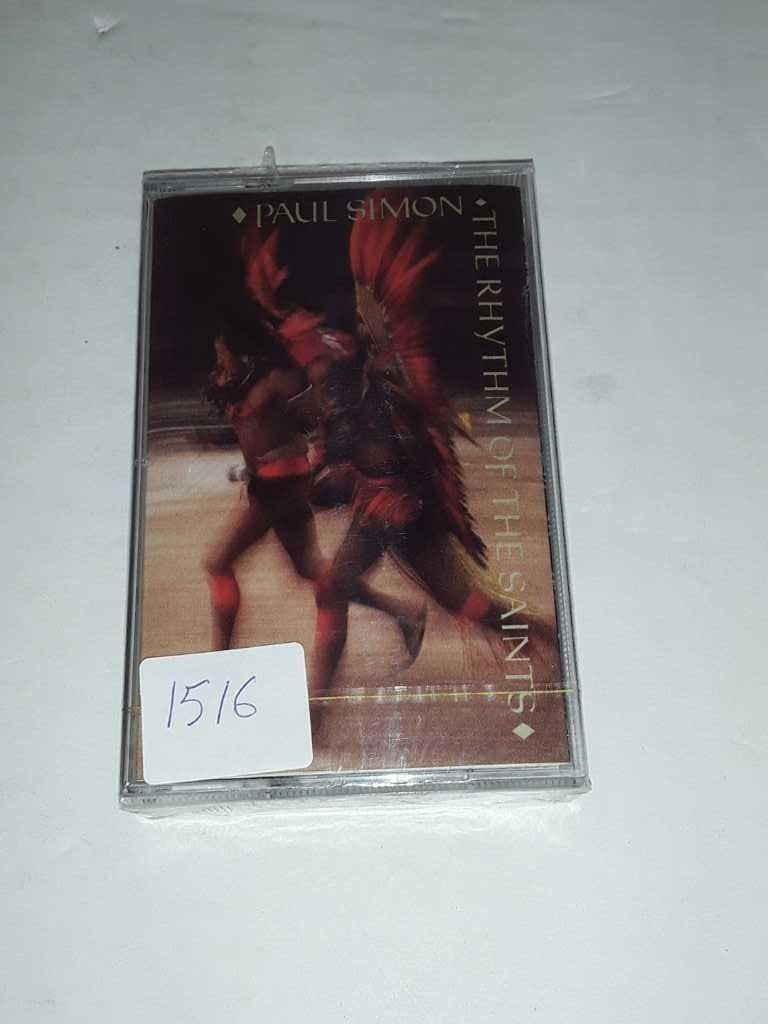 ♦ PAUL SIMON ♦
THE RHYTHM OF THE SAINTS ♦
1516